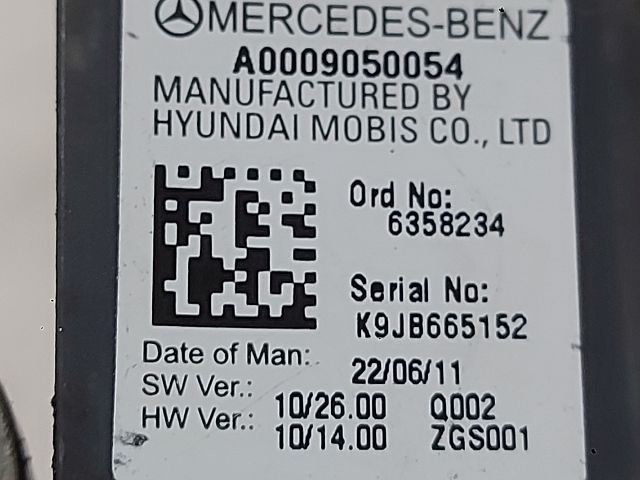 MERCEDES-BENZ
A0009050054
MANUFACTURED BY
HYUNDAI MOBIS CO., LTD
Ord No:
6358234
Serial No:
K9JB665152
Date of Man: 22/06/11
SW Ver.: 10/26.00 Q002
HW Ver.: 10/14.00 ZGS001